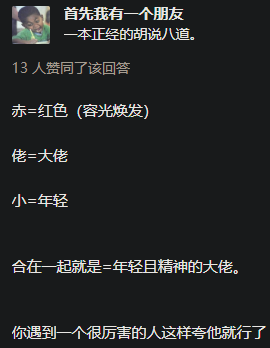 首先我有一个朋友
一本正经的胡说八道。
13 人赞同了该回答
赤=红色（容光焕发）
佬=大佬
小=年轻
合在一起就是=年轻且精神的大佬。
你遇到一个很厉害的人这样夸他就行了